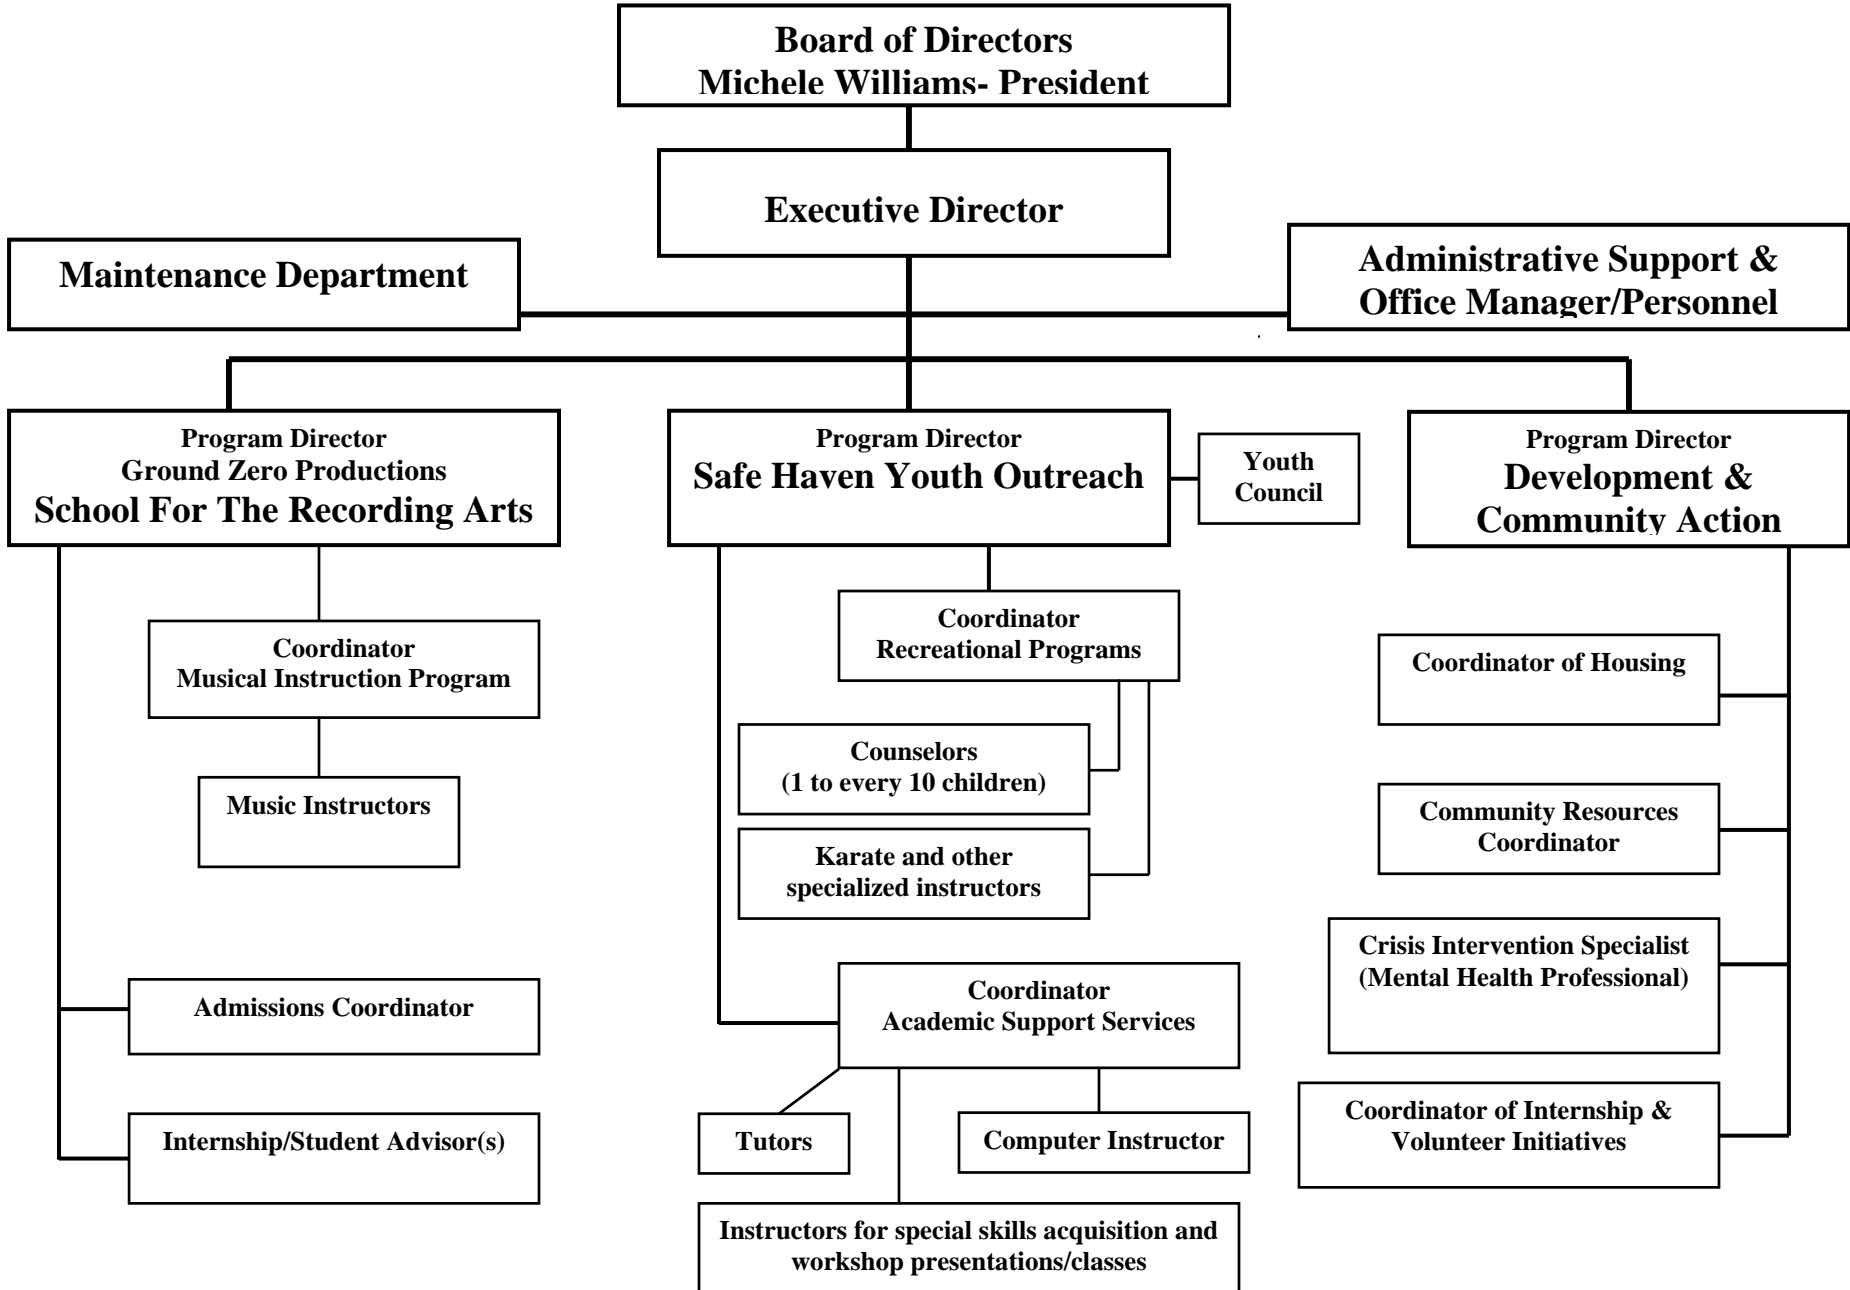 Board of Directors
Michele Williams- President
Executive Director
Maintenance Department
Administrative Support &
Office Manager/Personnel
Program Director
Ground Zero Productions
School For The Recording Arts
Program Director
Safe Haven Youth Outreach
Youth
Council
Program Director
Development &
Community Action
Coordinator
Musical Instruction Program
Music Instructors
Admissions Coordinator
Internship/Student Advisor(s)
Coordinator
Recreational Programs
Counselors
(1 to every 10 children)
Karate and other
specialized instructors
Coordinator
Academic Support Services
Tutors
Computer Instructor
Instructors for special skills acquisition and
workshop presentations/classes
Coordinator of Housing
Community Resources
Coordinator
Crisis Intervention Specialist
(Mental Health Professional)
Coordinator of Internship &
Volunteer Initiatives